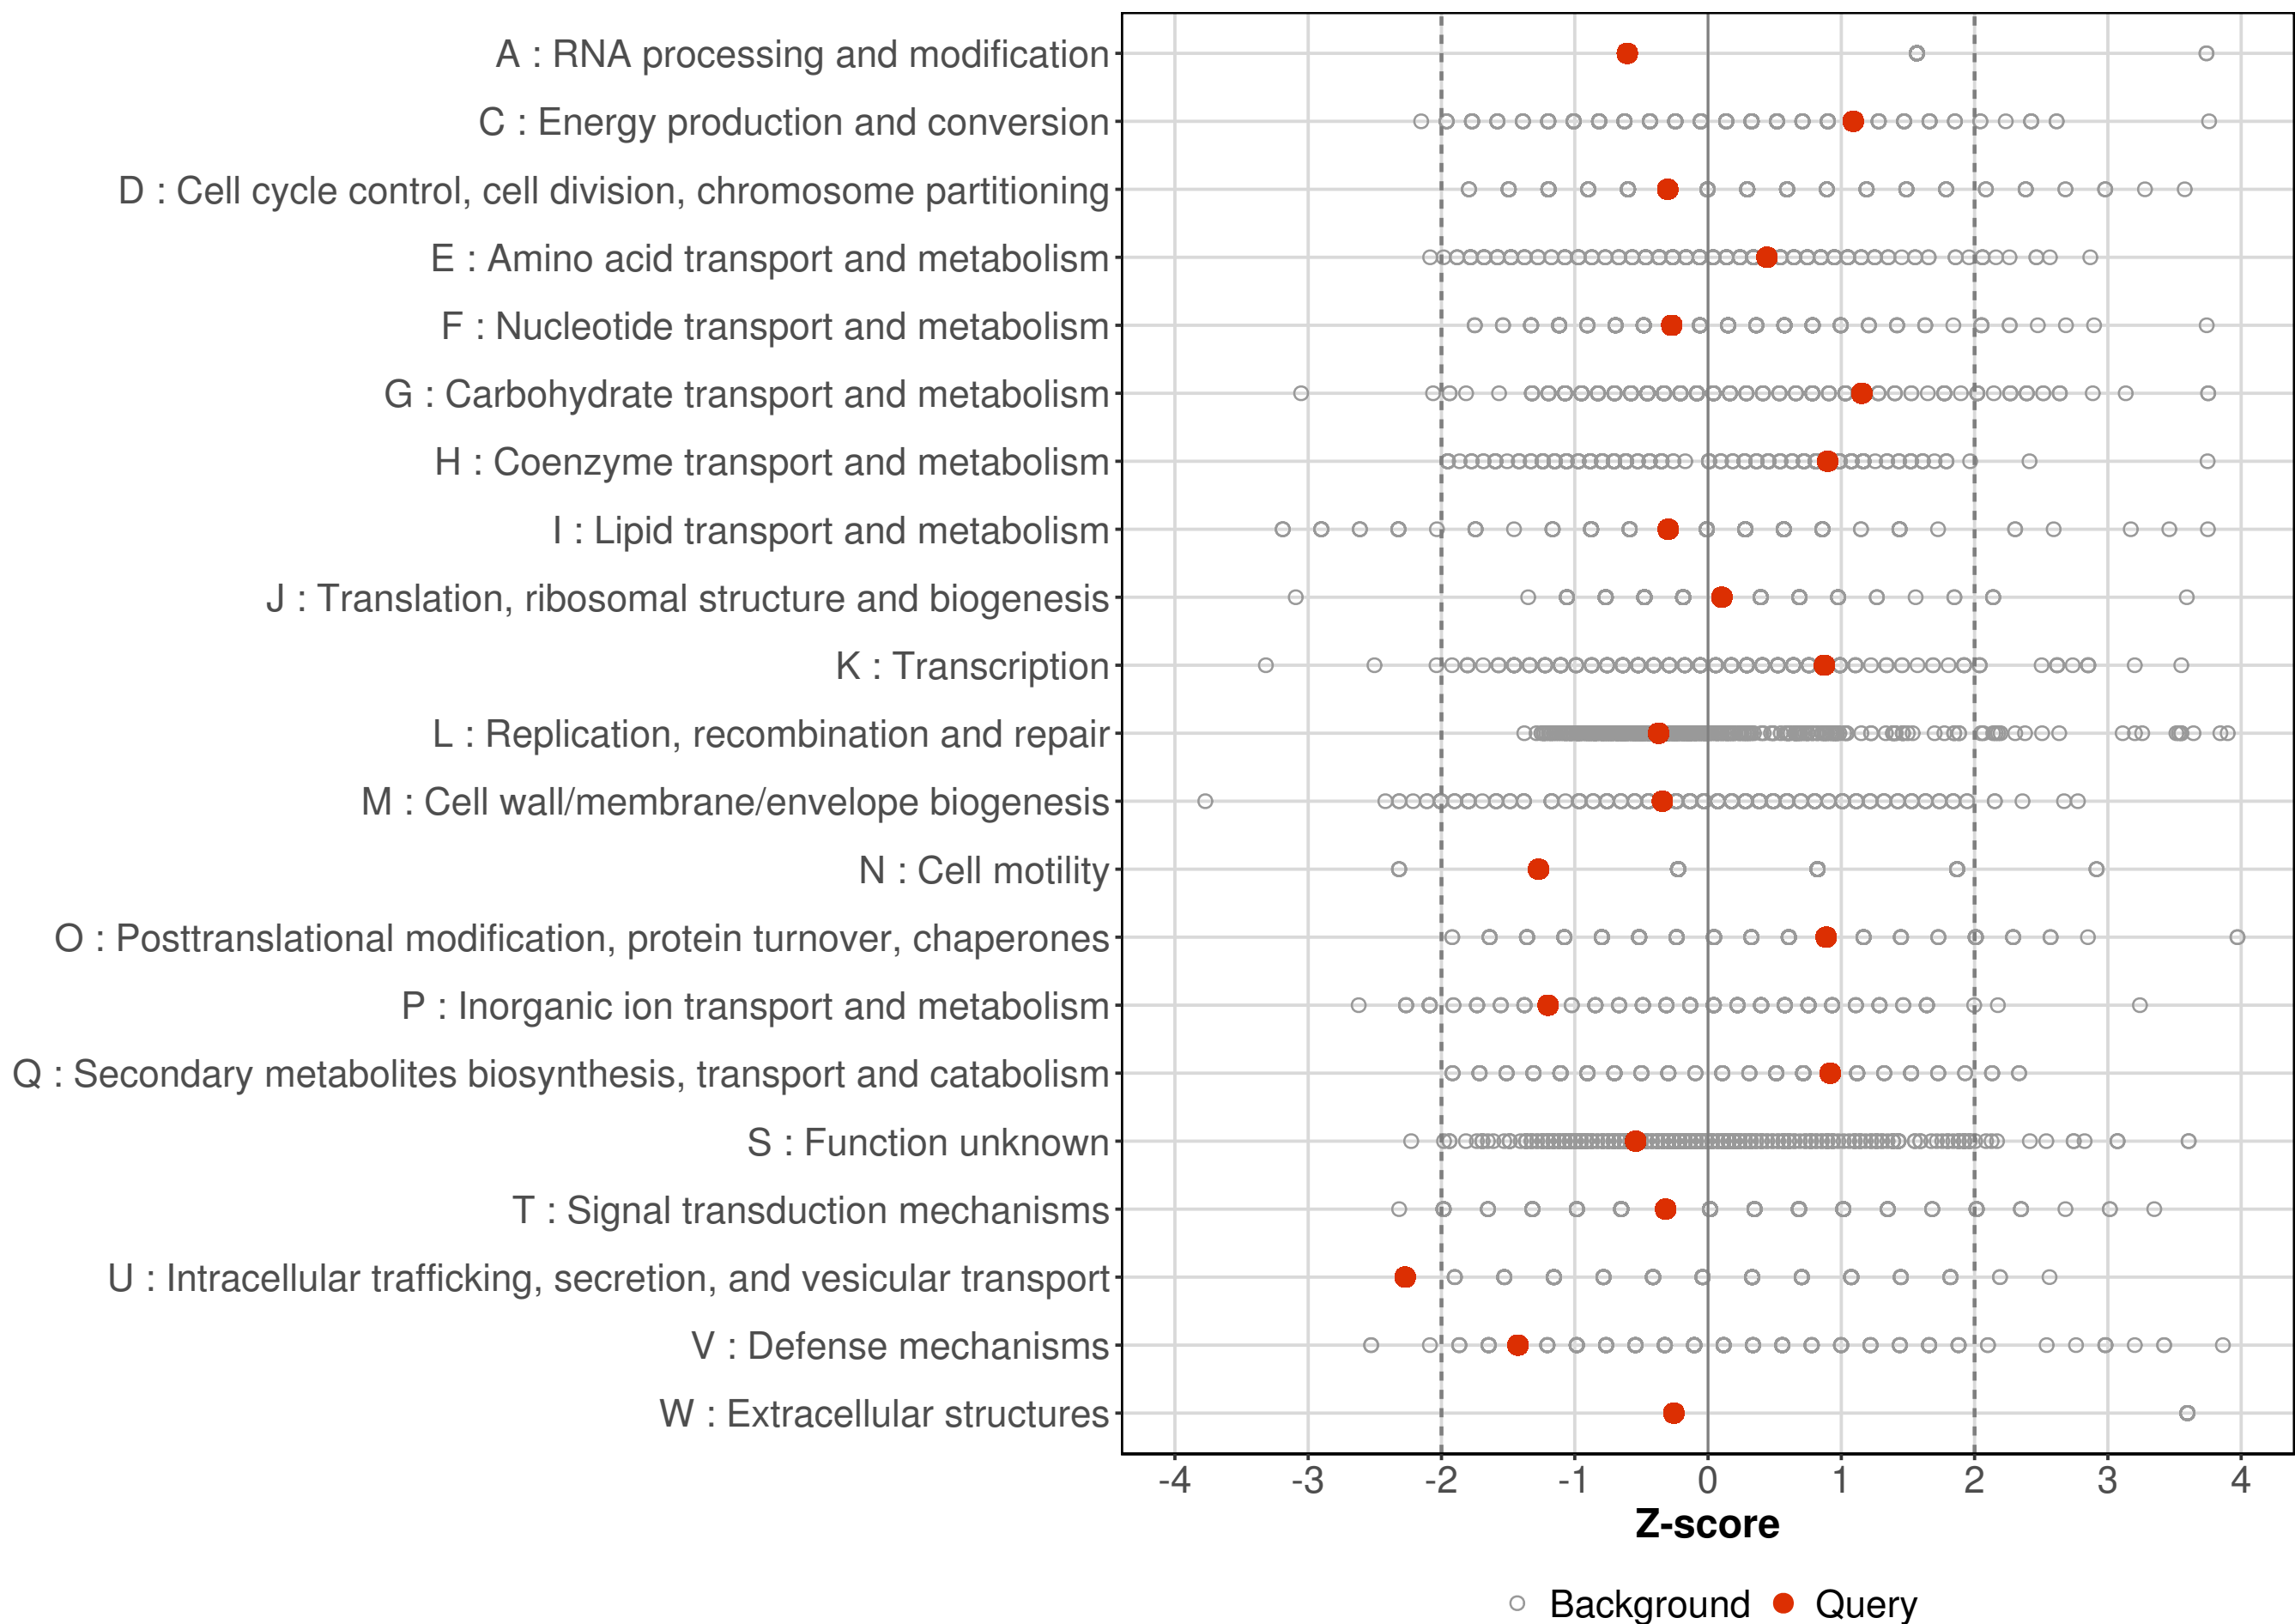 A : RNA processing and modification
C : Energy production and conversion
D : Cell cycle control, cell division, chromosome partitioning
E : Amino acid transport and metabolism
F : Nucleotide transport and metabolism
G : Carbohydrate transport and metabolism
H : Coenzyme transport and metabolism
I : Lipid transport and metabolism
J : Translation, ribosomal structure and biogenesis
K : Transcription
L : Replication, recombination and repair
M : Cell wall/membrane/envelope biogenesis
N : Cell motility
O : Posttranslational modification, protein turnover, chaperones
P : Inorganic ion transport and metabolism
Q : Secondary metabolites biosynthesis, transport and catabolism
S : Function unknown
T : Signal transduction mechanisms
U : Intracellular trafficking, secretion, and vesicular transport
V : Defense mechanisms
W : Extracellular structures
-4 -3 -2 -1 0 1 2 3 4
Z-score
Background Query